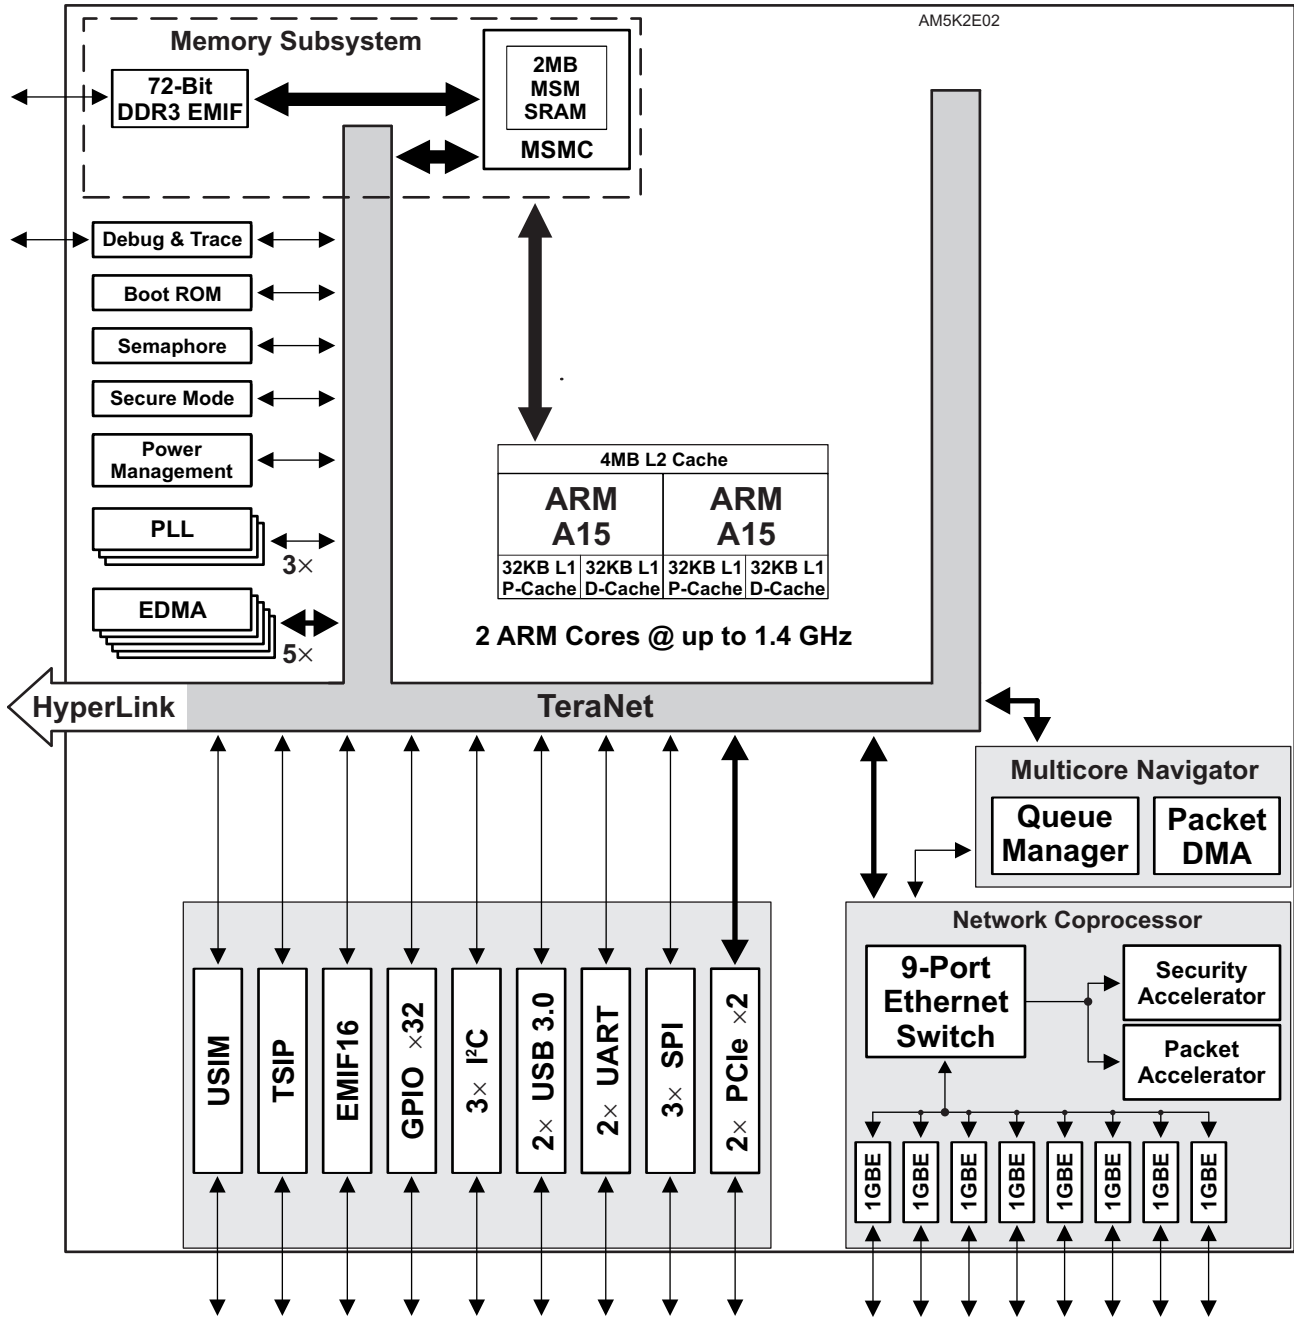 AM5K2E02
Memory Subsystem
72-Bit
DDR3 EMIF
2MB
MSM
SRAM
MSMC
Debug & Trace
Boot ROM
Semaphore
Secure Mode
Power
Management
PLL
3×
EDMA
5×
4MB L2 Cache
ARM
A15
ARM
A15
32KB L1
P-Cache
32KB L1
D-Cache
32KB L1
P-Cache
32KB L1
D-Cache
2 ARM Cores @ up to 1.4 GHz
HyperLink
TeraNet
Multicore Navigator
Queue
Manager
Packet
DMA
USIM
TSIP
EMIF16
GPIO ×32
3× I²C
2× USB 3.0
2× UART
3× SPI
2× PCIe ×2
Network Coprocessor
9-Port
Ethernet
Switch
Security
Accelerator
Packet
Accelerator
1GBE
1GBE
1GBE
1GBE
1GBE
1GBE
1GBE
1GBE